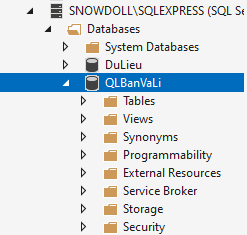 SNOWDOLL\SQLEXPRESS (SQL Se
Databases
System Databases
DuLieu
QLBanVaLi
Tables
Views
Synonyms
Programmability
External Resources
Service Broker
Storage
Security